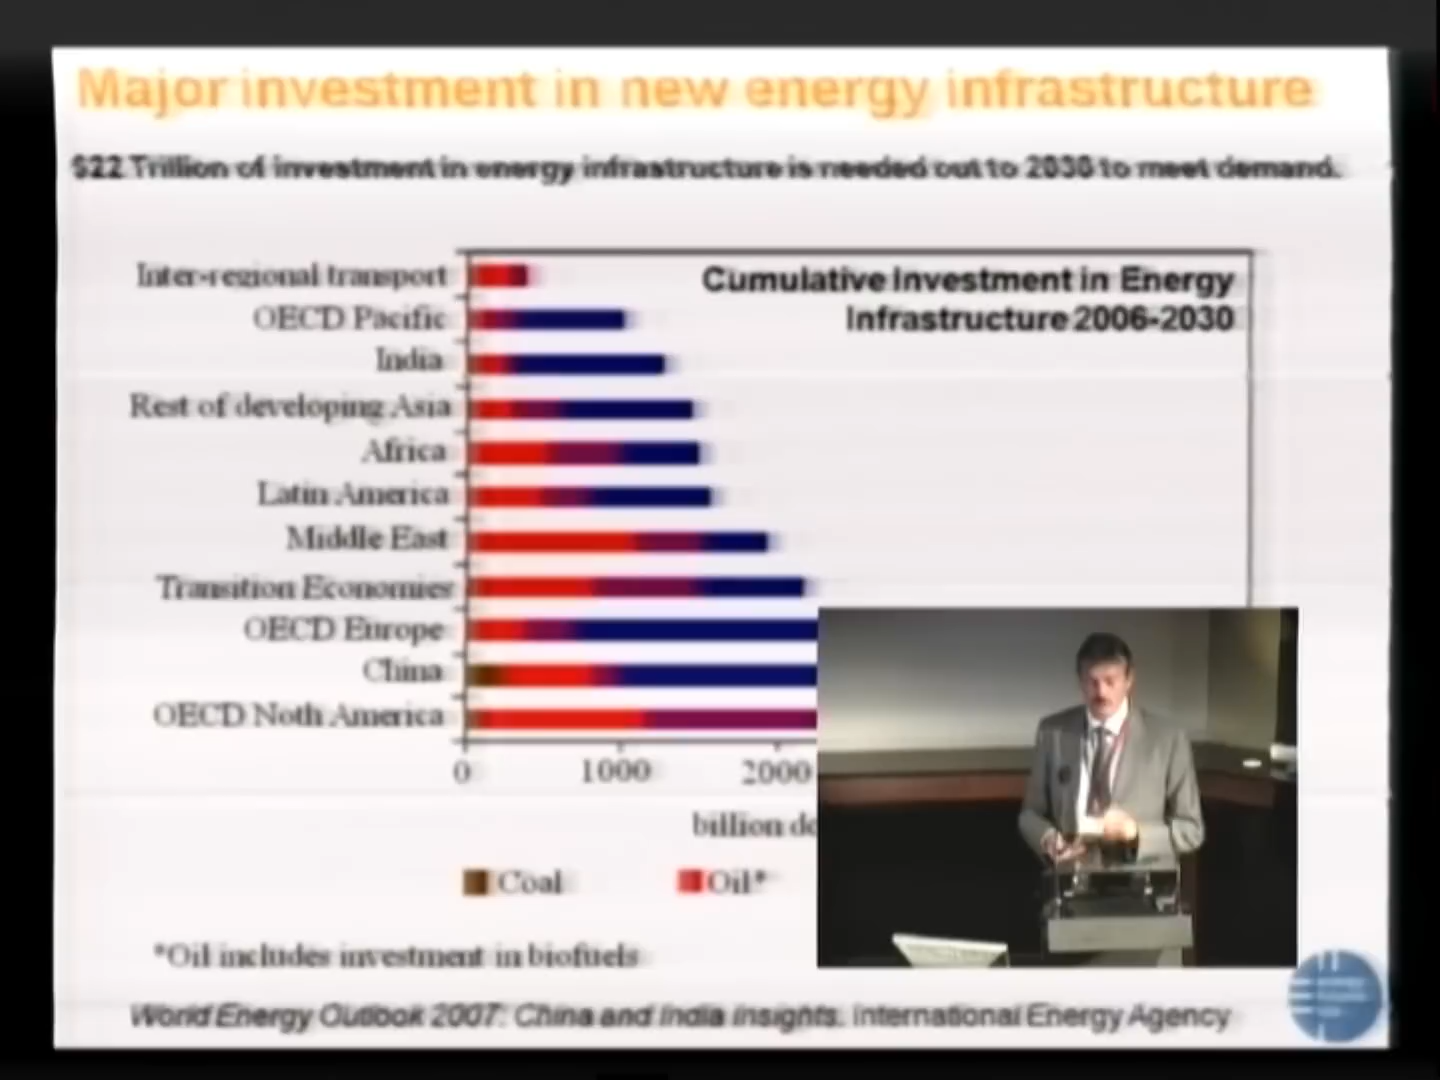 Major investment in new energy infrastructure
$22 Trillion of investment in energy infrastructure is needed out to 2030 to meet demand.
Cumulative Investment in Energy
Infrastructure 2006-2030
Inter-regional transport
OECD Pacific
India
Rest of developing Asia
Africa
Latin America
Middle East
Transition Economies
OECD Europe
China
OECD Noth America
0 1000 2000
billion do
Coal Oil*
*Oil includes investment in biofuels
World Energy Outlook 2007: China and India Insights. International Energy Agency